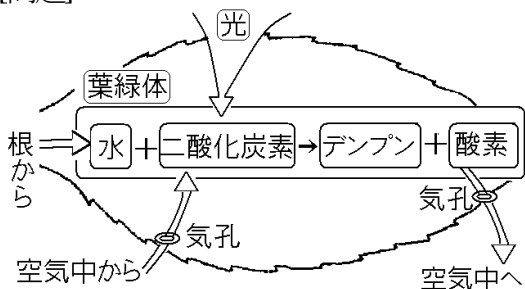 光
葉緑体
根から
水+二酸化炭素→デンプン+酸素
気孔
気孔
空気中から
空気中へ